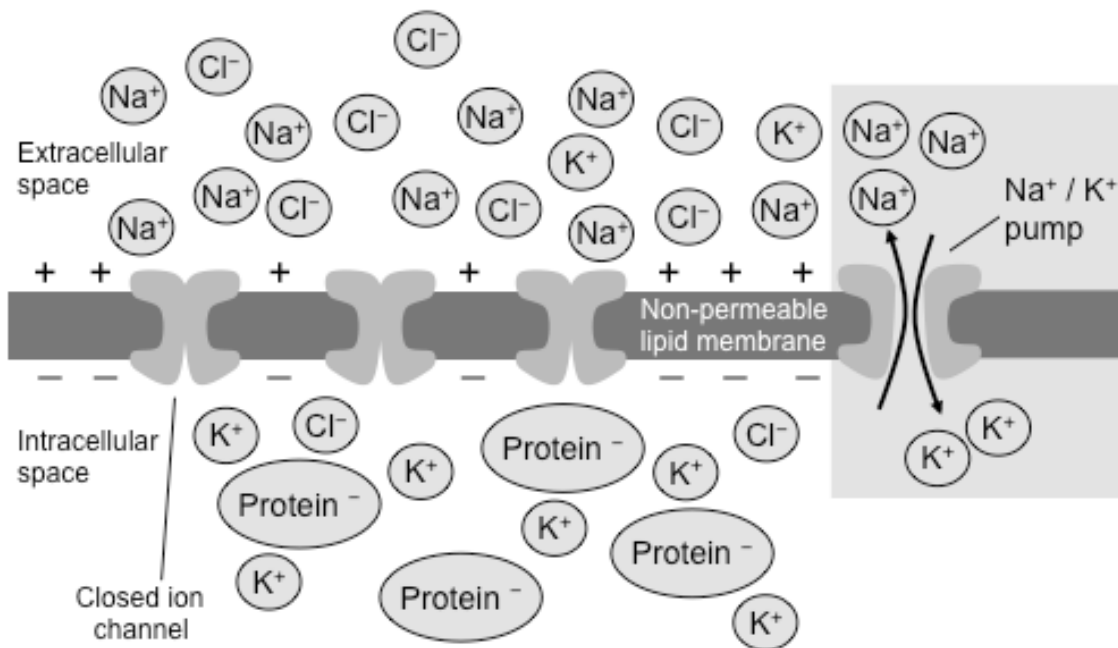 Cl⁻
Cl⁻
Na⁺
Na⁺
Cl⁻
Na⁺
Na⁺
Cl⁻
K⁺
Na⁺
Na⁺
Extracellular
space
K⁺
Na⁺
Cl⁻
Na⁺
Cl⁻
Na⁺
Cl⁻
Na⁺
Na⁺
Na⁺
Na⁺
Na⁺ / K⁺
pump
+ + + + + + +
Non-permeable
lipid membrane
– – – – – – –
Intracellular
space
K⁺
Cl⁻
K⁺
Protein ⁻
K⁺
Cl⁻
K⁺
K⁺
Protein ⁻
K⁺
Protein ⁻
K⁺
Protein ⁻
K⁺
Closed ion
channel